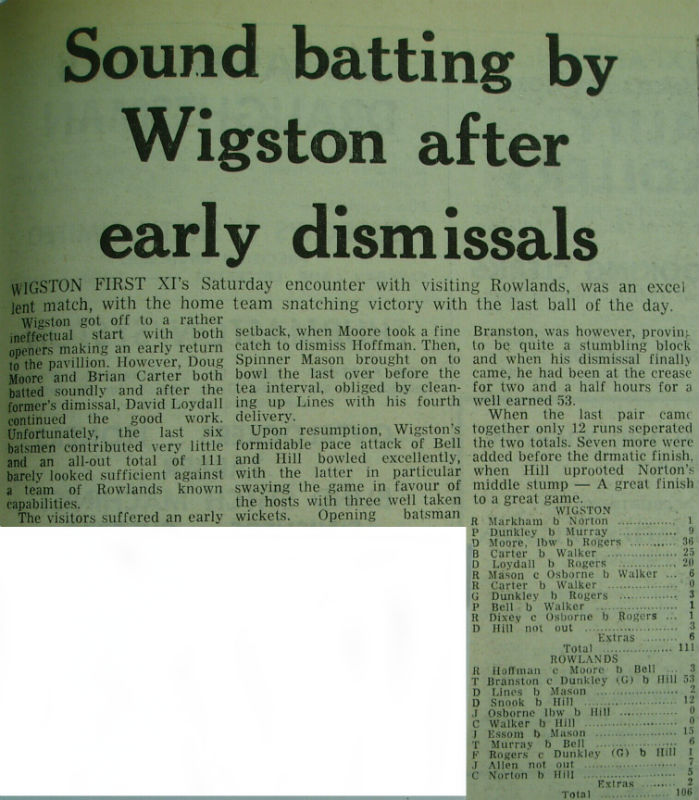 Sound batting by
Wigston after
early dismissals
WIGSTON FIRST XI's Saturday encounter with visiting Rowlands, was an excel
lent match, with the home team snatching victory with the last ball of the day.
Wigston got off to a rather
ineffectual start with both
openers making an early return
to the pavillion. However, Doug
Moore and Brian Carter both
batted soundly and after the
former's dimissal, David Loydall
continued the good work.
Unfortunately, the last six
batsmen contributed very little
and an all-out total of 111
barely looked sufficient against
a team of Rowlands known
capabilities.
The visitors suffered an early
setback, when Moore took a fine
catch to dismiss Hoffman. Then,
Spinner Mason brought on to
bowl the last over before the
tea interval, obliged by clean-
ing up Lines with his fourth
delivery.
Upon resumption, Wigston's
formidable pace attack of Bell
and Hill bowled excellently,
with the latter in particular
swaying the game in favour of
the hosts with three well taken
wickets. Opening batsman
Branston, was however, proving
to be quite a stumbling block
and when his dismissal finally
came, he had been at the crease
for two and a half hours for a
well earned 53.
When the last pair came
together only 12 runs seperated
the two totals. Seven more were
added before the drmatic finish,
when Hill uprooted Norton's
middle stump — A great finish
to a great game.
WIGSTON
R Markham b Norton ............... 1
P Dunkley b Murray ............... 9
D Moore, lbw b Rogers ............ 36
B Carter b Walker ................ 25
D Loydall b Rogers ............... 20
R Mason c Osborne b Walker ... 6
R Carter b Walker ................ 0
G Dunkley b Rogers ............... 3
P Bell b Walker .................. 1
R Dixey c Osborne b Rogers ... 1
D Hill not out ................... 3
Extras ......... 6
Total .................. 111
ROWLANDS
R Hoffman c Moore b Bell ... 3
T Branston c Dunkley (G) b Hill 53
D Lines b Mason .................. 2
D Snook b Hill ................... 12
J Osborne lbw b Hill ............. 0
C Walker b Hill .................. 0
J Essom b Mason .................. 15
T Murray b Bell .................. 6
F Rogers c Dunkley (G) b Hill 1
J Allen not out .................. 7
C Norton b Hill .................. 5
Extras ......... 2
Total .................. 106